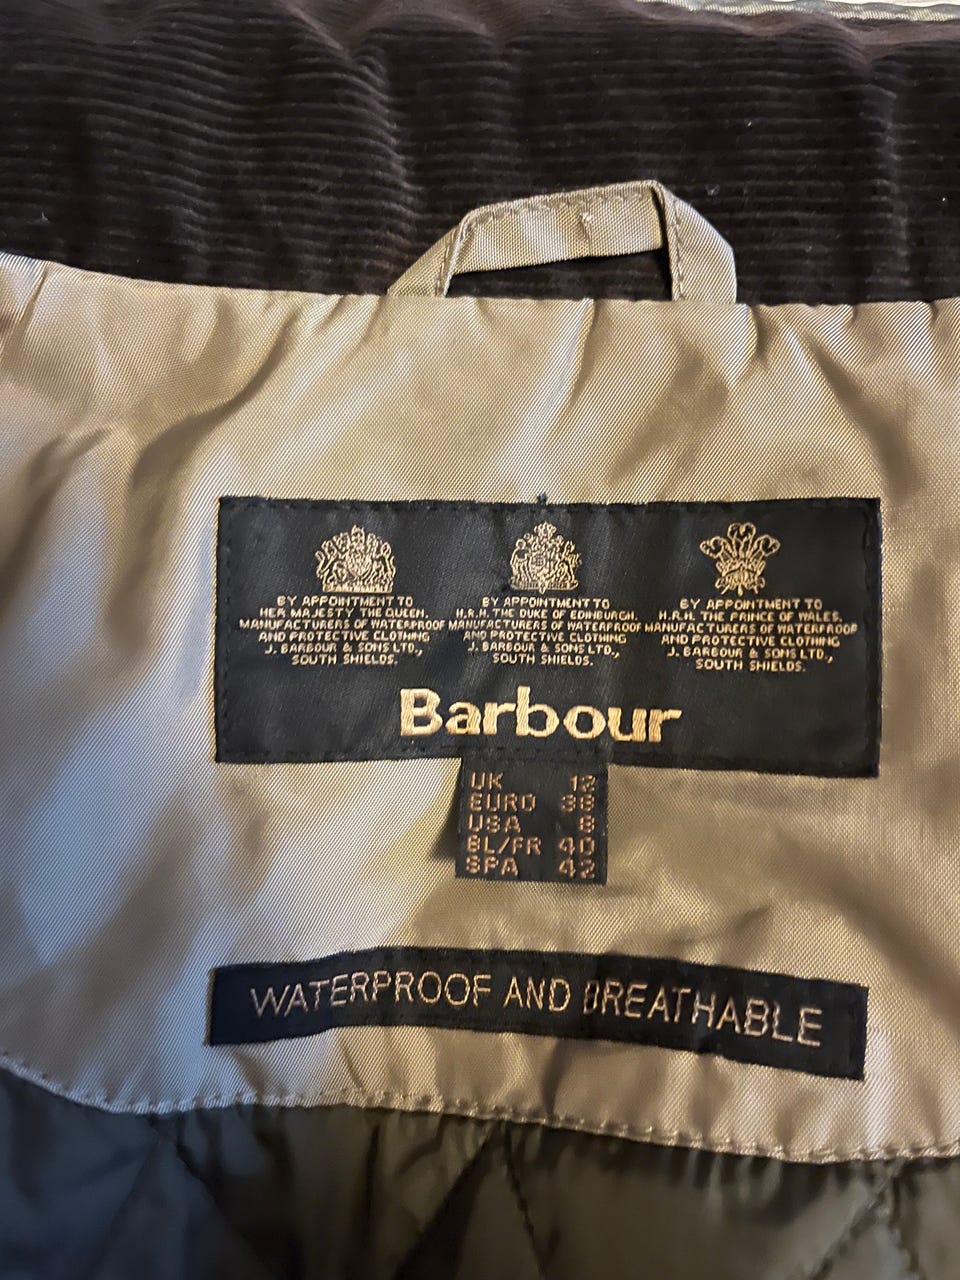 BY APPOINTMENT TO
HER MAJESTY THE QUEEN.
MANUFACTURERS OF WATERPROOF
AND PROTECTIVE CLOTHING
J. BARBOUR & SONS LTD.,
SOUTH SHIELDS.
BY APPOINTMENT TO
H.R.H. THE DUKE OF EDINBURGH.
MANUFACTURERS OF WATERPROOF
AND PROTECTIVE CLOTHING
J. BARBOUR & SONS LTD.,
SOUTH SHIELDS.
BY APPOINTMENT TO
H.R.H. THE PRINCE OF WALES.
MANUFACTURERS OF WATERPROOF
AND PROTECTIVE CLOTHING
J. BARBOUR & SONS LTD.,
SOUTH SHIELDS.
Barbour
UK 12
EURO 38
USA 8
BL/FR 40
SPA 42
WATERPROOF AND BREATHABLE